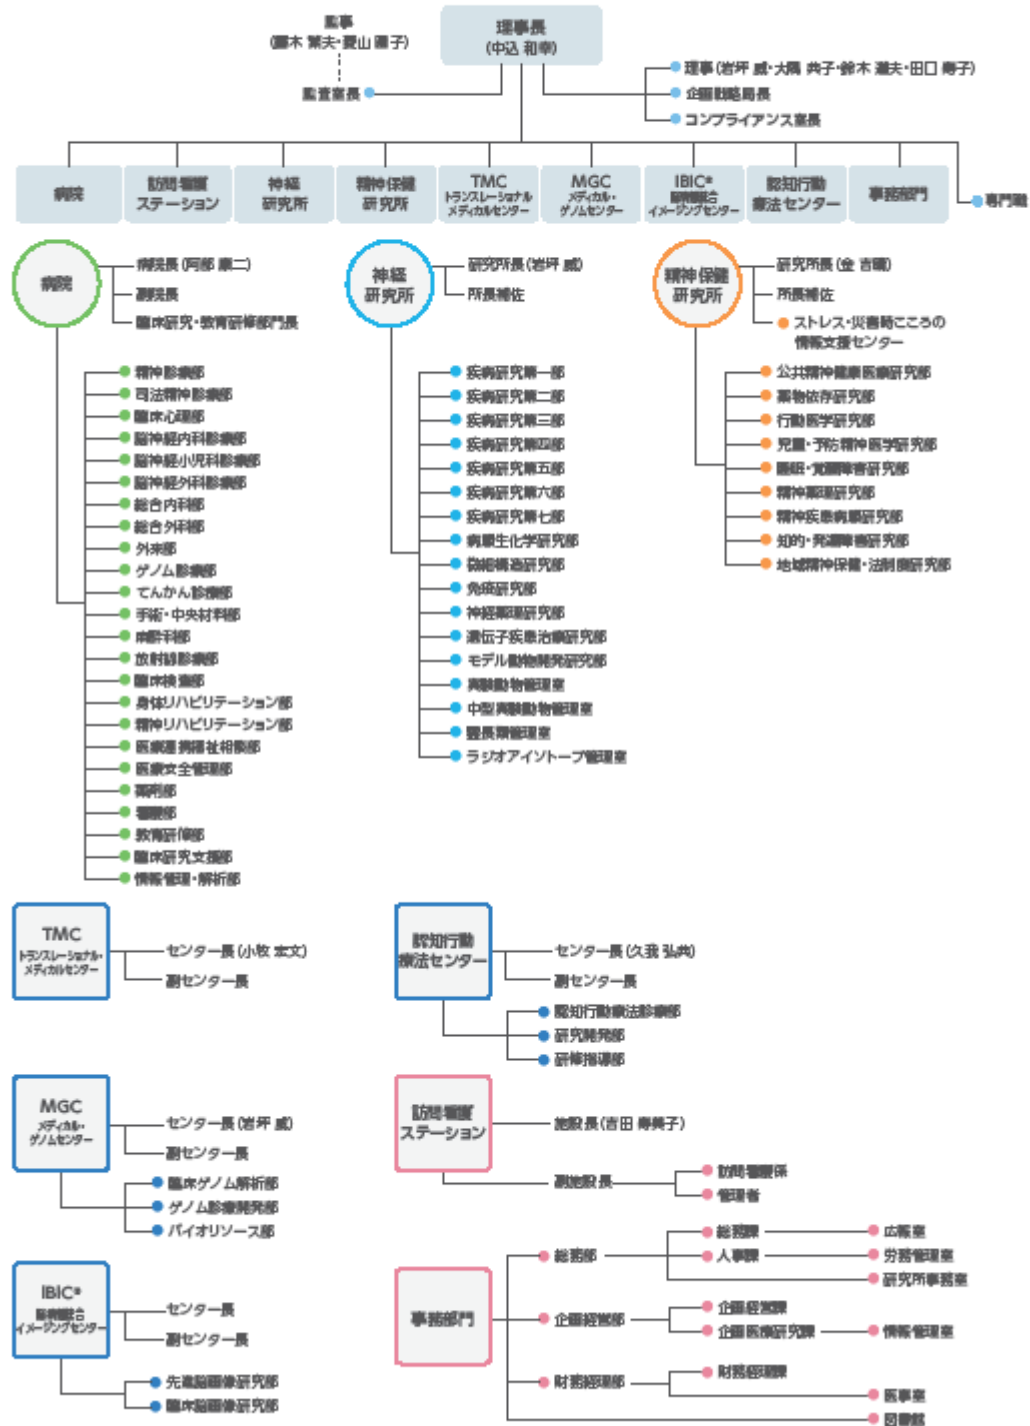 監事
(藤木 繁夫・
理事長
(中込 和幸)
監査室長
理事(岩坪 威・大隅 典子・鈴木 道夫・田口 寿子)
企画戦略局長
コンプライアンス室長
病院
訪問看護
ステーション
神経
研究所
精神保健
研究所
TMC
トランスレーショナル
メディカルセンター
MGC
メディカル・
ゲノムセンター
IBIC
イメージングセンター
認知行動
療法センター
事務部門
専門職
病院
病院長(阿部 康二)
副院長
臨床研究・教育研修部門長
精神診療部
司法精神診療部
臨床心理部
脳神経内科診療部
脳神経小児科診療部
脳神経外科診療部
総合内科部
総合外科部
外来部
ゲノム診療部
てんかん診療部
手術・中央材料部
麻酔科部
放射線診療部
臨床検査部
身体リハビリテーション部
精神リハビリテーション部
医療連携福祉相談部
医療安全管理部
薬剤部
看護部
教育研修部
臨床研究支援部
情報管理・解析部
神経
研究所
研究所長(岩坪 威)
所長補佐
疾病研究第一部
疾病研究第二部
疾病研究第三部
疾病研究第四部
疾病研究第五部
疾病研究第六部
疾病研究第七部
病態生化学研究部
微細構造研究部
免疫研究部
神経薬理研究部
遺伝子疾患治療研究部
モデル動物開発研究部
実験動物管理室
中型実験動物管理室
霊長類管理室
ラジオアイソトープ管理室
精神保健
研究所
研究所長(金 吉晴)
所長補佐
ストレス・災害時こころの
情報支援センター
公共精神健康医療研究部
薬物依存研究部
行動医学研究部
児童・予防精神医学研究部
睡眠・覚醒障害研究部
精神薬理研究部
精神疾患病態研究部
知的・発達障害研究部
地域精神保健・法制度研究部
TMC
トランスレーショナル・
メディカルセンター
センター長(小牧 宏文)
副センター長
認知行動
療法センター
センター長(久我 弘典)
副センター長
認知行動療法診療部
研究開発部
研修指導部
MGC
メディカル・
ゲノムセンター
センター長(岩坪 威)
副センター長
臨床ゲノム解析部
ゲノム診療開発部
バイオリソース部
訪問看護
ステーション
施設長(吉田 寿美子)
副施設長
訪問看護係
管理者
IBIC
イメージングセンター
センター長
副センター長
先進脳画像研究部
臨床脳画像研究部
事務部門
総務部
総務課
広報室
人事課
労務管理室
研究所事務室
企画経営部
企画経営課
企画医療研究課
情報管理室
財務経理部
財務経理課
医事室
図書館